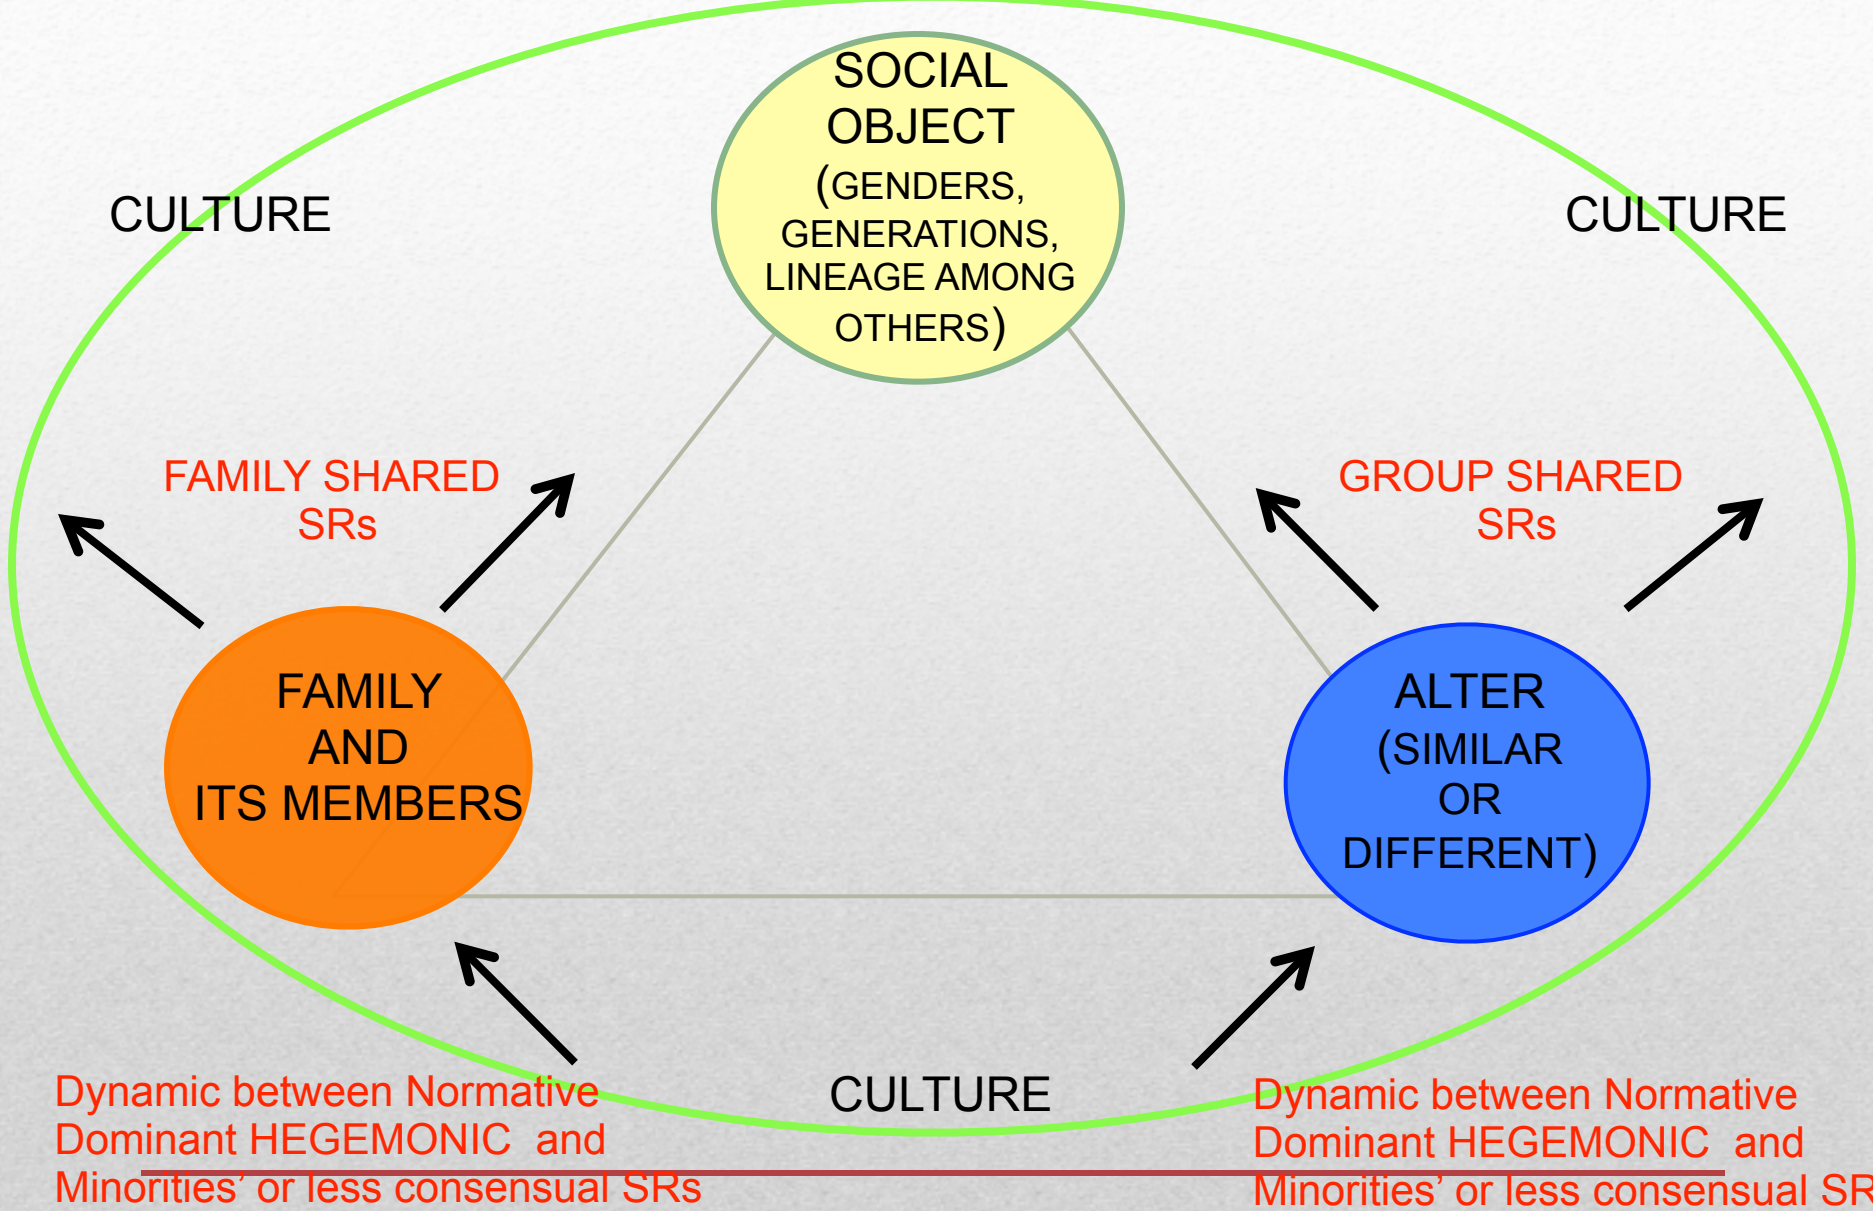 SOCIAL
OBJECT
(GENDERS,
GENERATIONS,
LINEAGE AMONG
OTHERS)
CULTURE
CULTURE
FAMILY SHARED
SRs
GROUP SHARED
SRs
FAMILY
AND
ITS MEMBERS
ALTER
(SIMILAR
OR
DIFFERENT)
CULTURE
Dynamic between Normative
Dominant HEGEMONIC and
Minorities’ or less consensual SRs
Dynamic between Normative
Dominant HEGEMONIC and
Minorities’ or less consensual SR